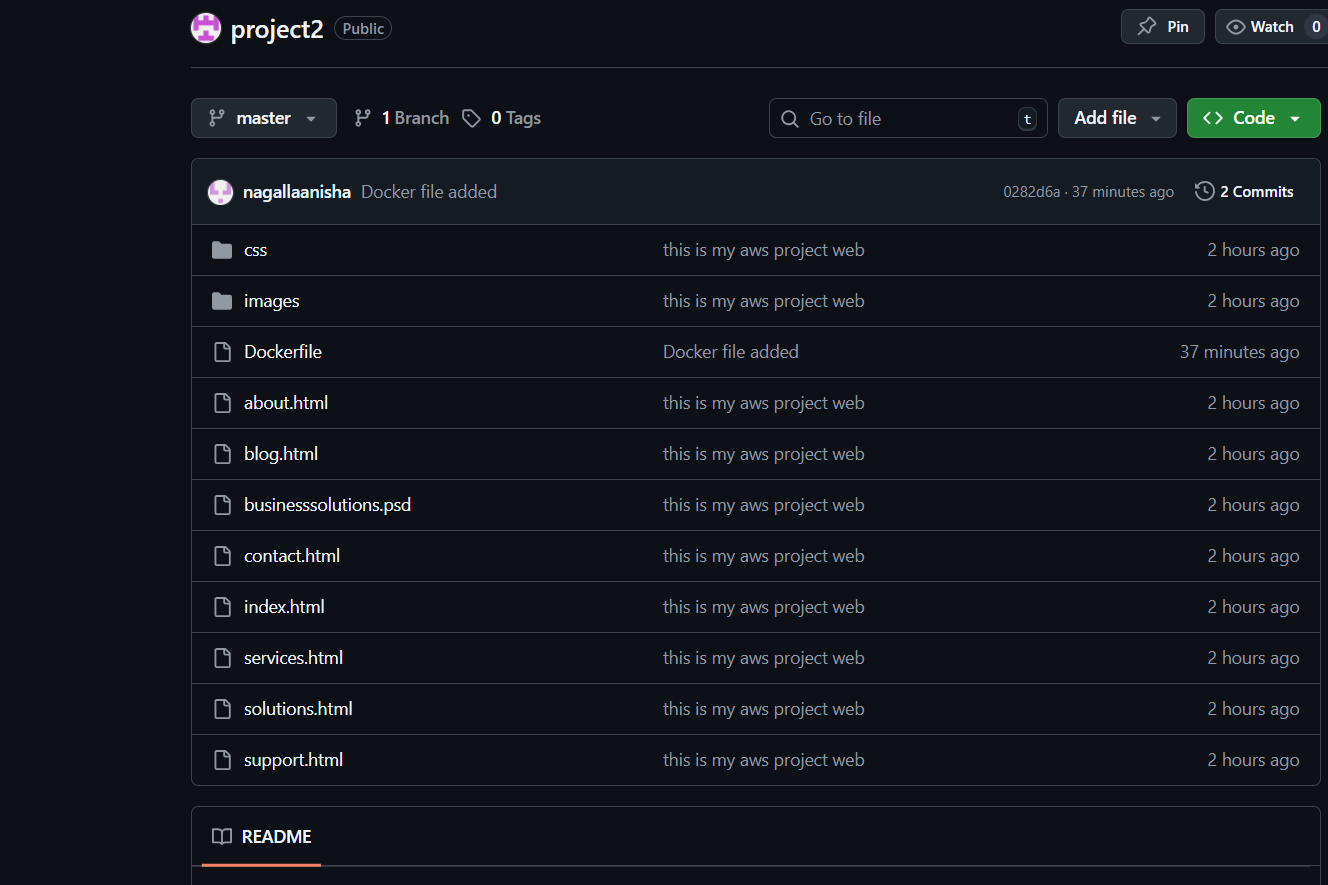 project2 Public Pin Watch 0
master 1 Branch 0 Tags Go to file t Add file Code
nagallaanisha Docker file added 0282d6a · 37 minutes ago 2 Commits
css this is my aws project web 2 hours ago
images this is my aws project web 2 hours ago
Dockerfile Docker file added 37 minutes ago
about.html this is my aws project web 2 hours ago
blog.html this is my aws project web 2 hours ago
businesssolutions.psd this is my aws project web 2 hours ago
contact.html this is my aws project web 2 hours ago
index.html this is my aws project web 2 hours ago
services.html this is my aws project web 2 hours ago
solutions.html this is my aws project web 2 hours ago
support.html this is my aws project web 2 hours ago
README